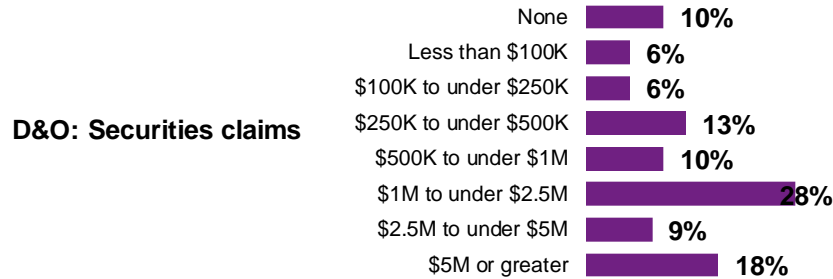 None 10%
Less than $100K 6%
$100K to under $250K 6%
D&O: Securities claims
$250K to under $500K 13%
$500K to under $1M 10%
$1M to under $2.5M 28%
$2.5M to under $5M 9%
$5M or greater 18%